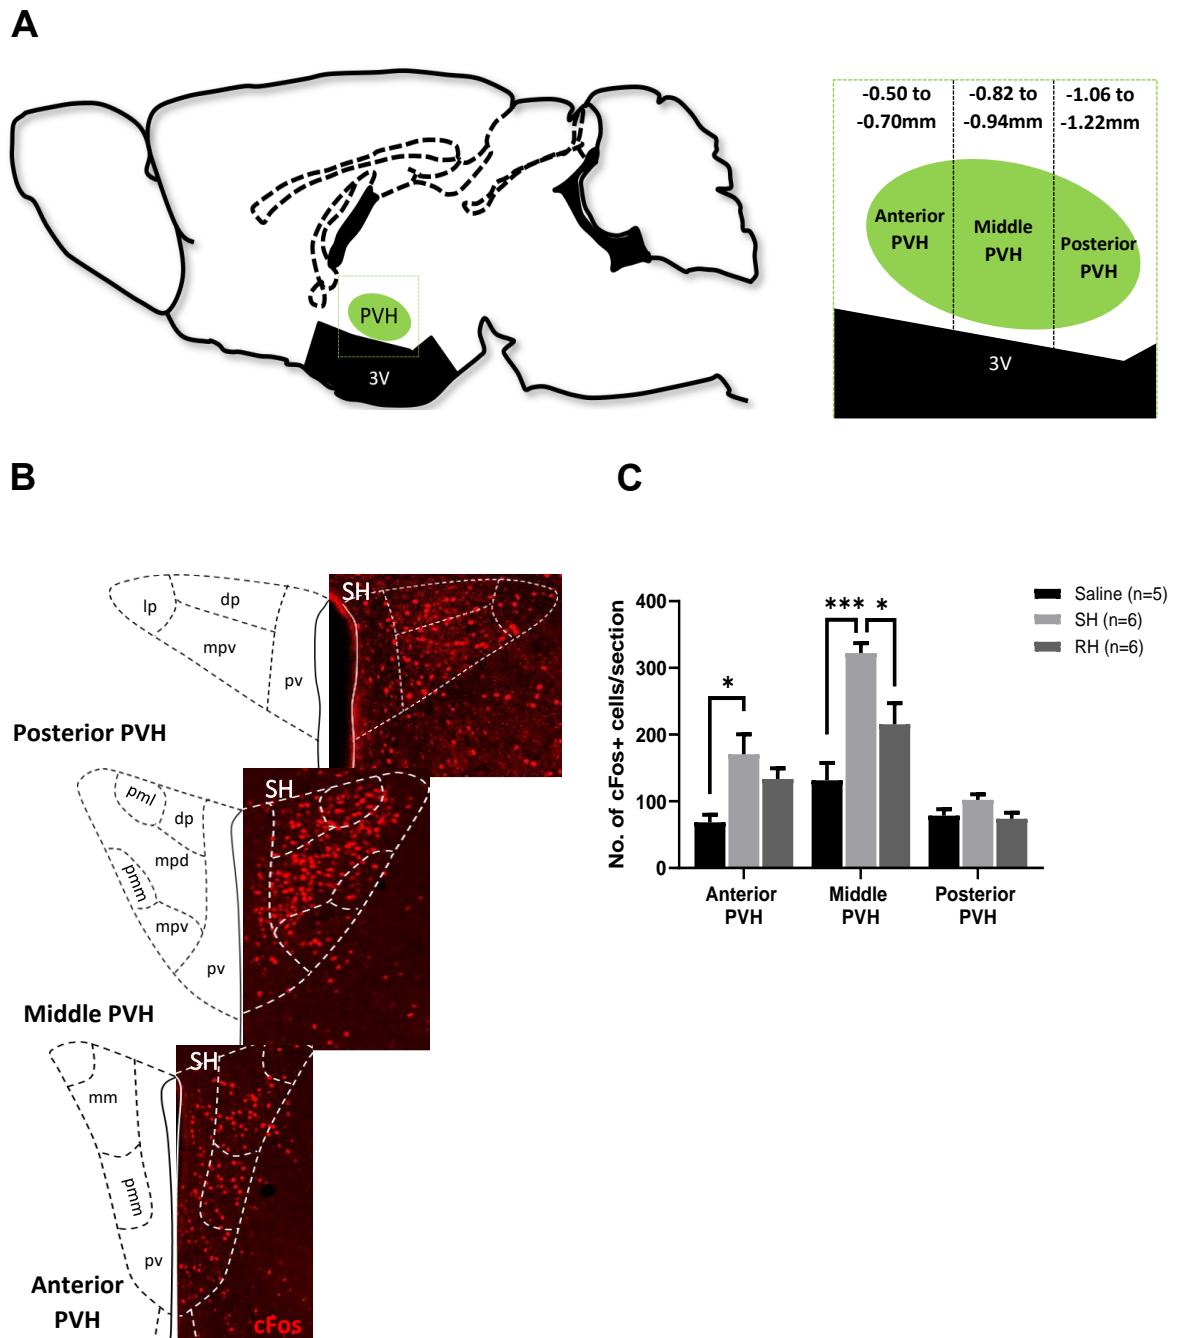 A
PVH
3V
-0.50 to
-0.70mm
-0.82 to
-0.94mm
-1.06 to
-1.22mm
Anterior
PVH
Middle
PVH
Posterior
PVH
3V
B
lp
dp
mpv
pv
SH
Posterior PVH
pml
dp
mpd
pmm
mpv
pv
SH
Middle PVH
mm
pmm
pv
SH
cFos
Anterior
PVH
C
No. of cFos+ cells/section
400
300
200
100
0
*
***
*
Saline (n=5)
SH (n=6)
RH (n=6)
Anterior
PVH
Middle
PVH
Posterior
PVH